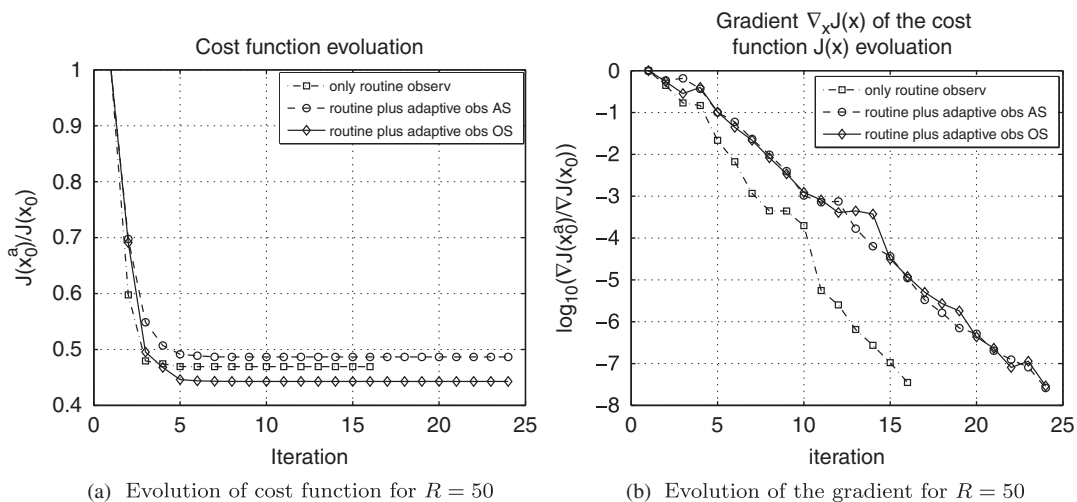 Cost function evoluation
1
0.9
0.8
0.7
0.6
0.5
0.4
0 5 10 15 20 25
J(x₀ᵃ)/J(x₀)
Iteration
only routine observ
routine plus adaptive obs AS
routine plus adaptive obs OS
(a) Evolution of cost function for R = 50
Gradient ∇ₓJ(x) of the cost
function J(x) evoluation
0
−1
−2
−3
−4
−5
−6
−7
−8
0 5 10 15 20 25
log₁₀(∇J(x₀ᵃ)/∇J(x₀))
iteration
only routine observ
routine plus adaptive obs AS
routine plus adaptive obs OS
(b) Evolution of the gradient for R = 50